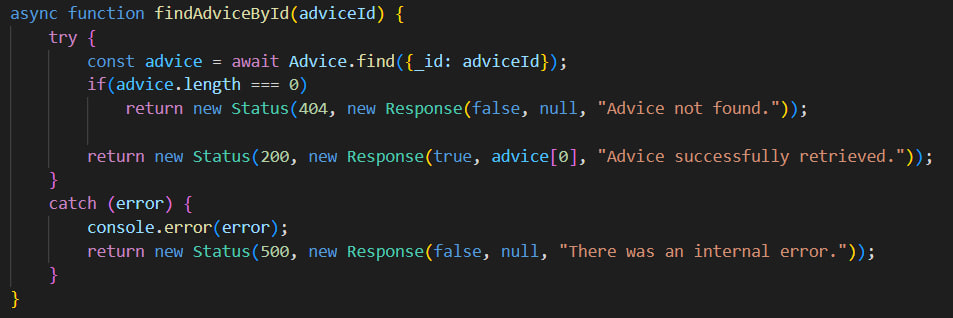 async function findAdviceById(adviceId) {
    try {
        const advice = await Advice.find({_id: adviceId});
        if(advice.length === 0)
            return new Status(404, new Response(false, null, "Advice not found."));

        return new Status(200, new Response(true, advice[0], "Advice successfully retrieved."));
    }
    catch (error) {
        console.error(error);
        return new Status(500, new Response(false, null, "There was an internal error."));
    }
}